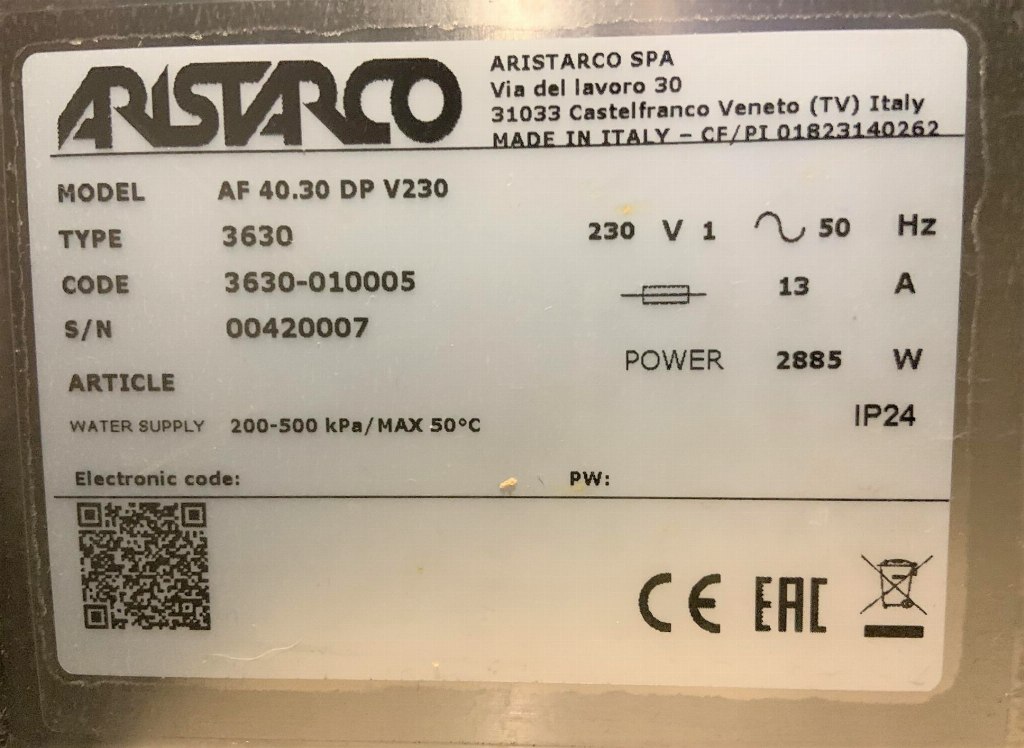 ARISTARCO
ARISTARCO SPA
Via del lavoro 30
31033 Castelfranco Veneto (TV) Italy
MADE IN ITALY – CF/PI 01823140262
MODEL AF 40.30 DP V230
TYPE 3630
CODE 3630-010005
S/N 00420007
ARTICLE
WATER SUPPLY 200-500 kPa/MAX 50°C
230 V 1 50 Hz
13 A
POWER 2885 W
IP24
Electronic code: PW:
CE EAC